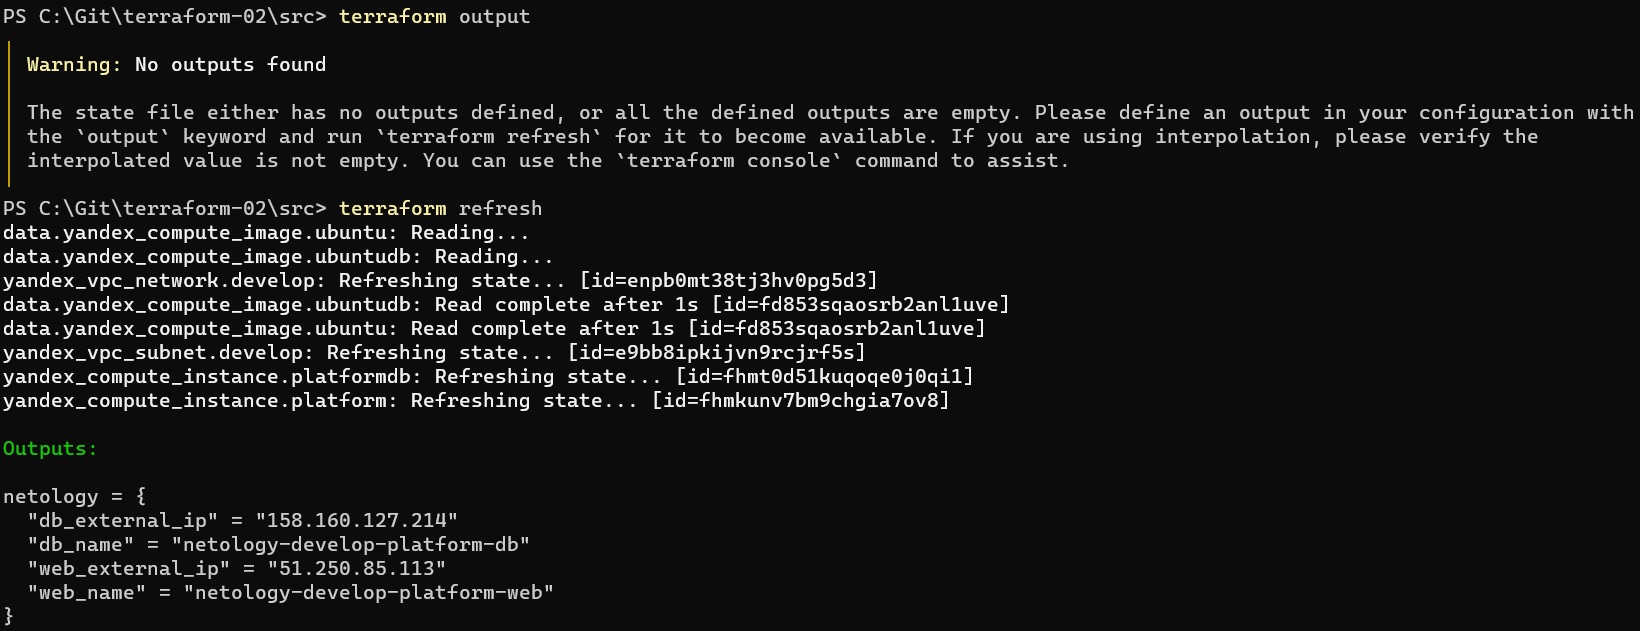 PS C:\Git\terraform-02\src> terraform output
Warning: No outputs found
The state file either has no outputs defined, or all the defined outputs are empty. Please define an output in your configuration with
the `output` keyword and run `terraform refresh` for it to become available. If you are using interpolation, please verify the
interpolated value is not empty. You can use the `terraform console` command to assist.
PS C:\Git\terraform-02\src> terraform refresh
data.yandex_compute_image.ubuntu: Reading...
data.yandex_compute_image.ubuntudb: Reading...
yandex_vpc_network.develop: Refreshing state... [id=enpb0mt38tj3hv0pg5d3]
data.yandex_compute_image.ubuntudb: Read complete after 1s [id=fd853sqaosrb2anl1uve]
data.yandex_compute_image.ubuntu: Read complete after 1s [id=fd853sqaosrb2anl1uve]
yandex_vpc_subnet.develop: Refreshing state... [id=e9bb8ipkijvn9rcjrf5s]
yandex_compute_instance.platformdb: Refreshing state... [id=fhmt0d51kuqoqe0j0qi1]
yandex_compute_instance.platform: Refreshing state... [id=fhmkunv7bm9chgia7ov8]
Outputs:
netology = {
  "db_external_ip" = "158.160.127.214"
  "db_name" = "netology-develop-platform-db"
  "web_external_ip" = "51.250.85.113"
  "web_name" = "netology-develop-platform-web"
}